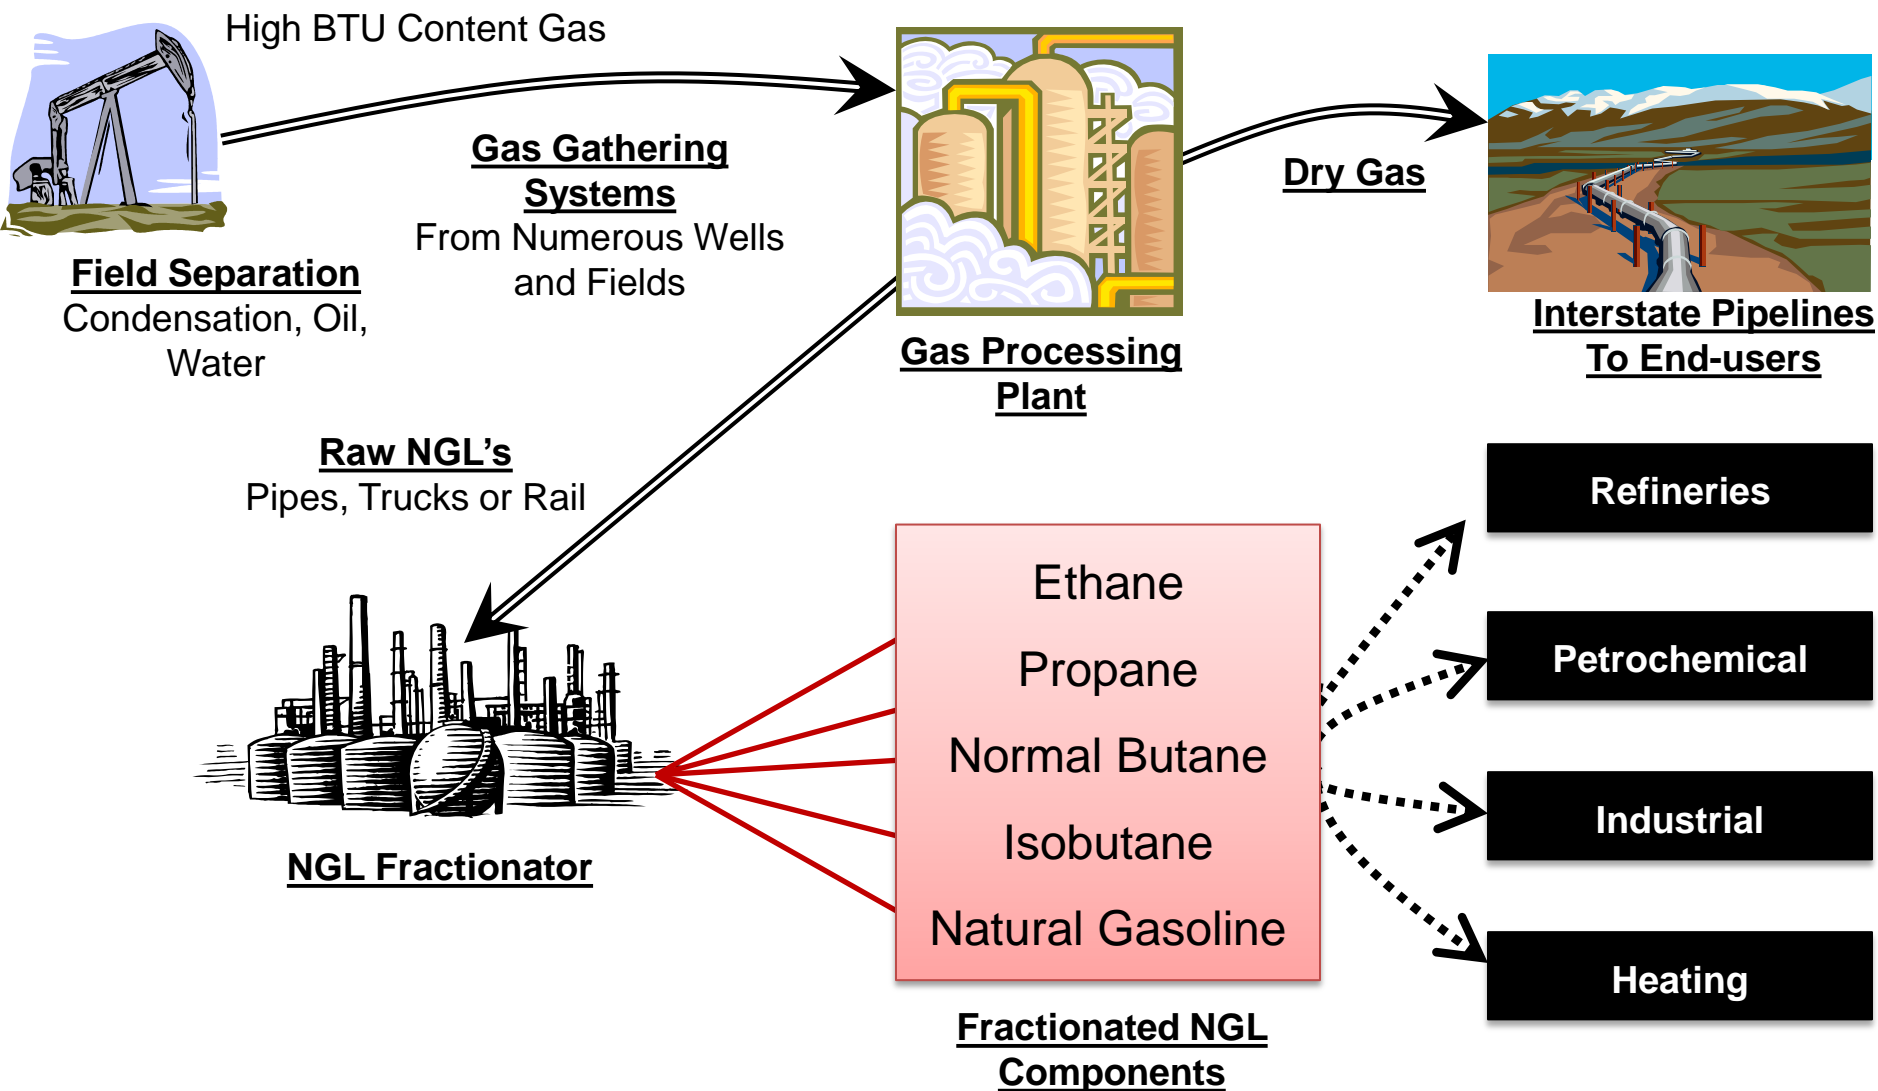 High BTU Content Gas
Gas Gathering
Systems
From Numerous Wells
and Fields
Dry Gas
Field Separation
Condensation, Oil,
Water
Gas Processing
Plant
Interstate Pipelines
To End-users
Raw NGL’s
Pipes, Trucks or Rail
NGL Fractionator
Ethane
Propane
Normal Butane
Isobutane
Natural Gasoline
Fractionated NGL
Components
Refineries
Petrochemical
Industrial
Heating